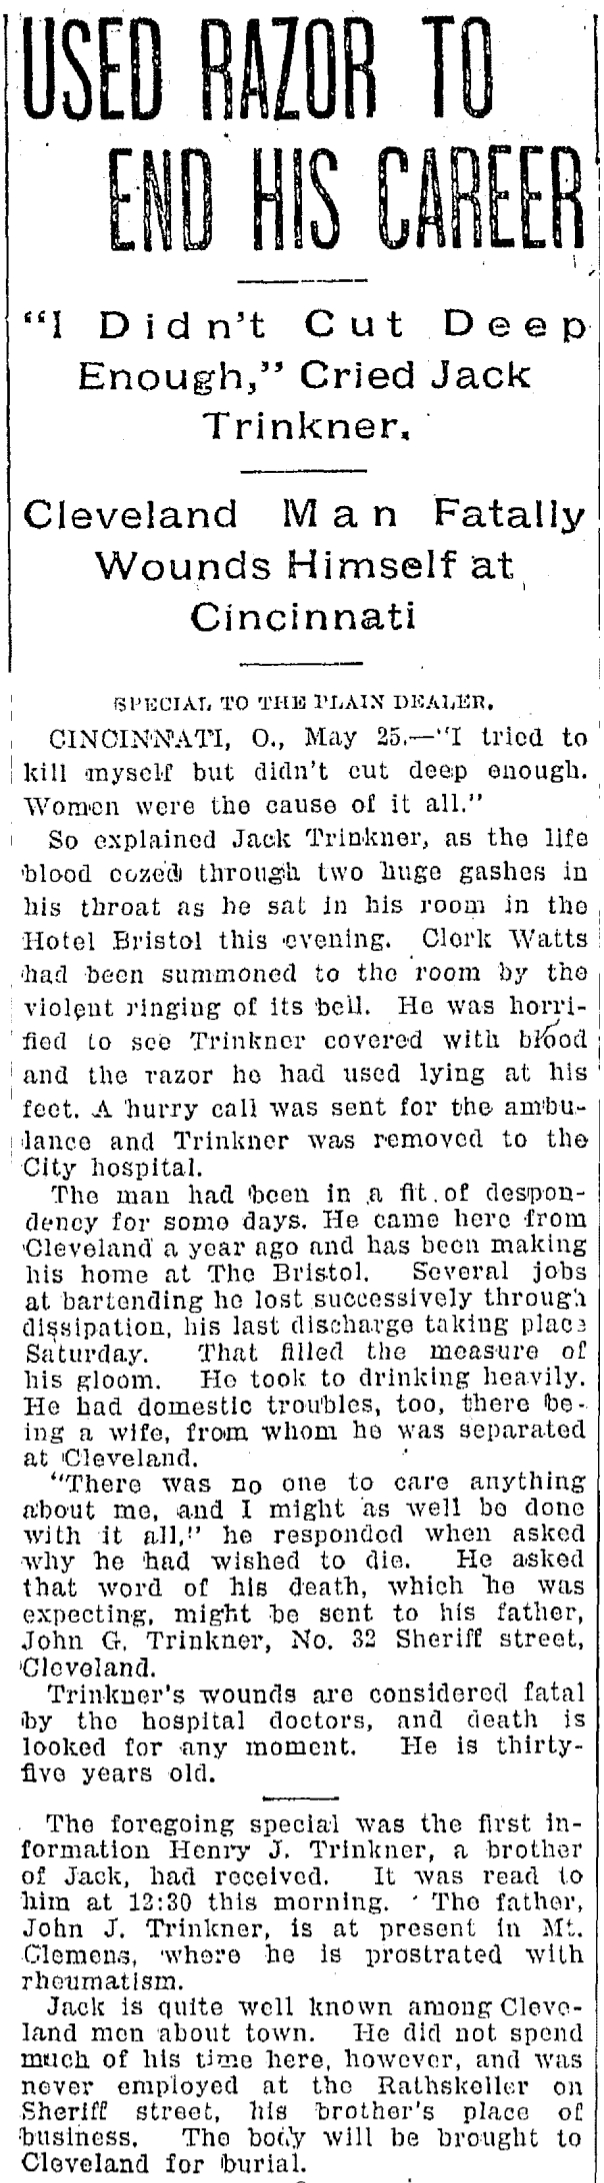 USED RAZOR TO
END HIS CAREER
"I Didn't Cut Deep
Enough," Cried Jack
Trinkner.
Cleveland Man Fatally
Wounds Himself at
Cincinnati
SPECIAL TO THE PLAIN DEALER.
CINCINNATI, O., May 25.—"I tried to
kill myself but didn't cut deep enough.
Women were the cause of it all."
So explained Jack Trinkner, as the life
blood oozed through two huge gashes in
his throat as he sat in his room in the
Hotel Bristol this evening. Clerk Watts
had been summoned to the room by the
violent ringing of its bell. He was horri-
fied to see Trinkner covered with blood
and the razor he had used lying at his
feet. A hurry call was sent for the ambu-
lance and Trinkner was removed to the
City hospital.
The man had been in a fit of despon-
dency for some days. He came here from
Cleveland a year ago and has been making
his home at The Bristol. Several jobs
at bartending he lost successively through
dissipation, his last discharge taking place
Saturday. That filled the measure of
his gloom. He took to drinking heavily.
He had domestic troubles, too, there be-
ing a wife, from whom he was separated
at Cleveland.
"There was no one to care anything
about me, and I might as well be done
with it all," he responded when asked
why he had wished to die. He asked
that word of his death, which he was
expecting, might be sent to his father,
John G. Trinkner, No. 32 Sheriff street,
Cleveland.
Trinkner's wounds are considered fatal
by the hospital doctors, and death is
looked for any moment. He is thirty-
five years old.
The foregoing special was the first in-
formation Henry J. Trinkner, a brother
of Jack, had received. It was read to
him at 12:30 this morning. The father,
John J. Trinkner, is at present in Mt.
Clemens, where he is prostrated with
rheumatism.
Jack is quite well known among Cleve-
land men about town. He did not spend
much of his time here, however, and was
never employed at the Rathskeller on
Sheriff street, his brother's place of
business. The body will be brought to
Cleveland for burial.